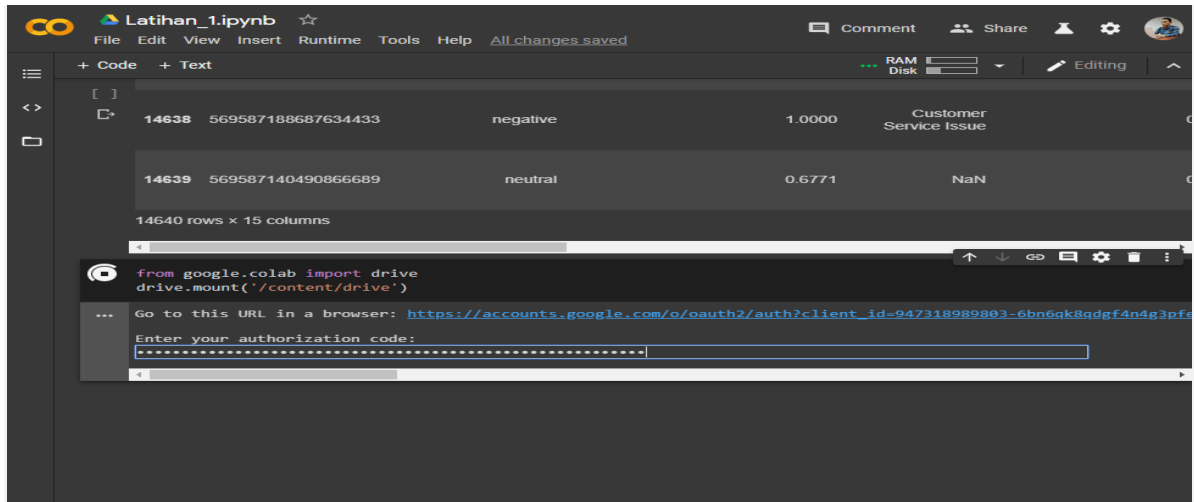 Latihan_1.ipynb
File Edit View Insert Runtime Tools Help All changes saved
Comment Share
+ Code + Text
RAM
Disk
Editing
[ ]
14638 569587188687634433 negative 1.0000 Customer Service Issue
14639 569587140490866689 neutral 0.6771 NaN
14640 rows × 15 columns
from google.colab import drive
drive.mount('/content/drive')
Go to this URL in a browser: https://accounts.google.com/o/oauth2/auth?client_id=947318989803-6bn6qk8qdgf4n4g3pfe
Enter your authorization code: